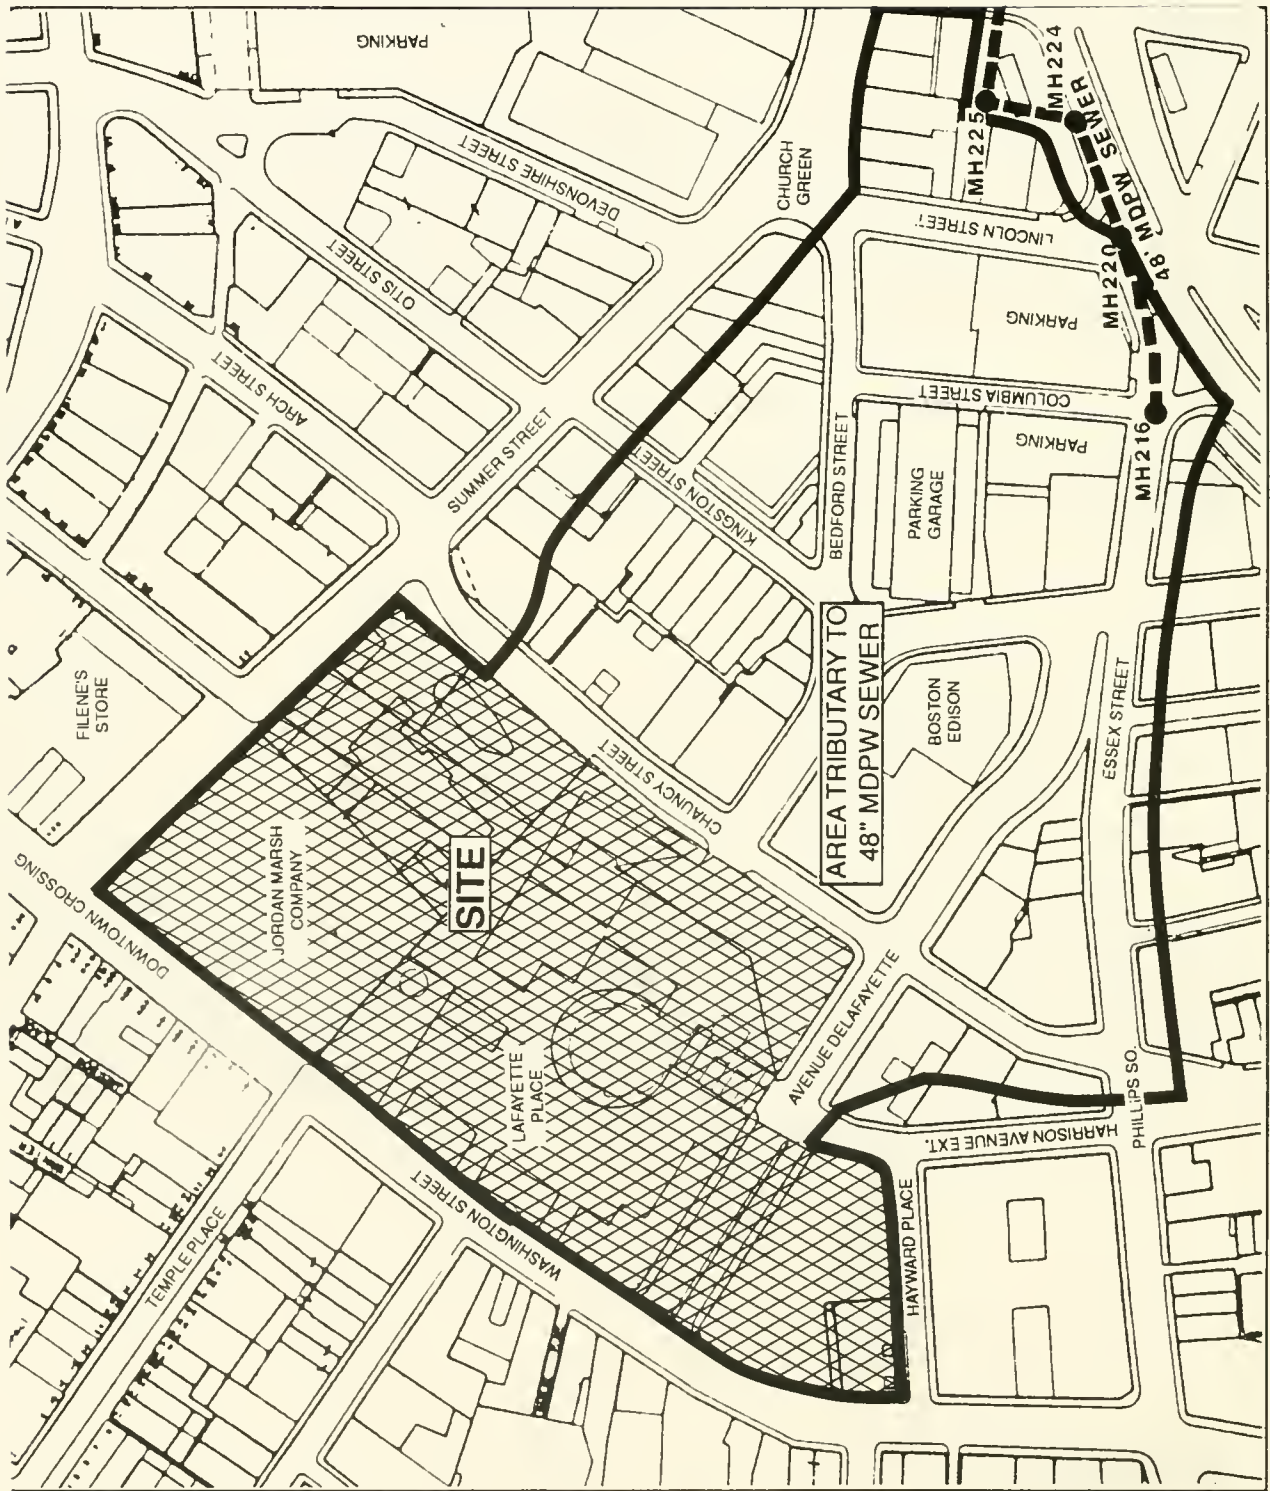 PARKING
DEVONSHIRE STREET
CHURCH
GREEN
MH225
MH224
48" MDPW SEWER
MH220
LINCOLN STREET
OTIS STREET
ARCH STREET
SUMMER STREET
KINGSTON STREET
BEDFORD STREET
PARKING
COLUMBIA STREET
PARKING
PARKING
GARAGE
MH216
FILENE'S
STORE
DOWNTOWN CROSSING
JORDAN MARSH
COMPANY
SITE
CHAUNCY STREET
AREA TRIBUTARY TO
48" MDPW SEWER
BOSTON
EDISON
ESSEX STREET
LAFAYETTE
PLACE
AVENUE DELAFAYETTE
TEMPLE PLACE
WASHINGTON STREET
HAYWARD PLACE
HARRISON AVENUE EXT.
PHILLIPS SQ.